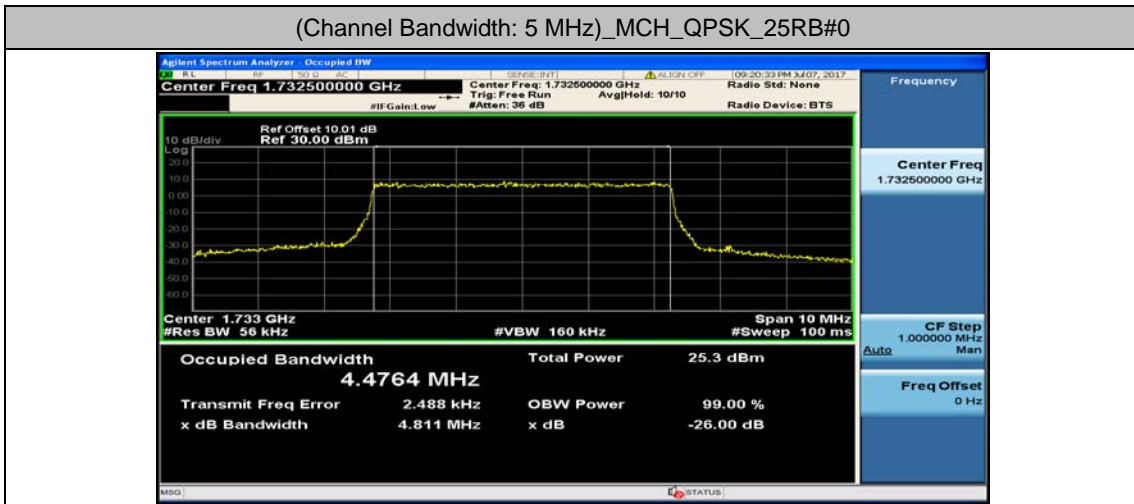 (Channel Bandwidth: 5 MHz)_MCH_QPSK_25RB#0
Agilent Spectrum Analyzer - Occupied BW
RL RF 50 Ω AC SENSE:INT ALIGN OFF 09:20:33 PM Jul 07, 2017
Center Freq 1.732500000 GHz
Center Freq: 1.732500000 GHz
Radio Std: None
Trig: Free Run Avg|Hold: 10/10
#IFGain:Low #Atten: 36 dB Radio Device: BTS
Ref Offset 10.01 dB
10 dB/div Ref 30.00 dBm
Log
20.0
10.0
0.00
-10.0
-20.0
-30.0
-40.0
-50.0
-60.0
Center 1.733 GHz Span 10 MHz
#Res BW 56 kHz #VBW 160 kHz #Sweep 100 ms
Occupied Bandwidth Total Power 25.3 dBm
4.4764 MHz
Transmit Freq Error 2.488 kHz OBW Power 99.00 %
x dB Bandwidth 4.811 MHz x dB -26.00 dB
MSG STATUS
Frequency
Center Freq
1.732500000 GHz
CF Step
1.000000 MHz
Auto Man
Freq Offset
0 Hz